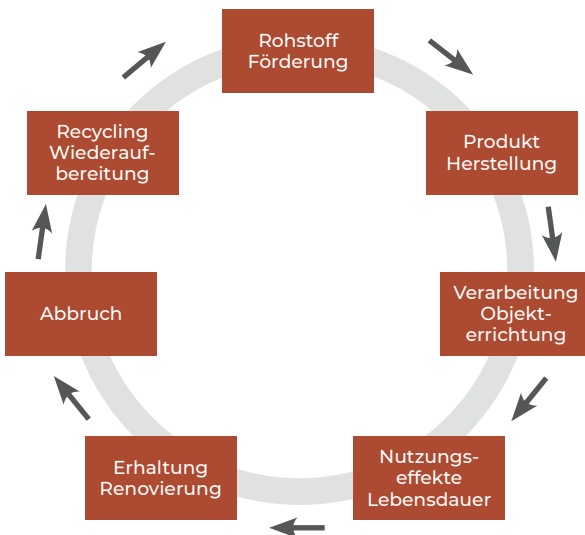 Rohstoff
Förderung
Produkt
Herstellung
Verarbeitung
Objekt-
errichtung
Nutzungs-
effekte
Lebensdauer
Erhaltung
Renovierung
Abbruch
Recycling
Wiederauf-
bereitung